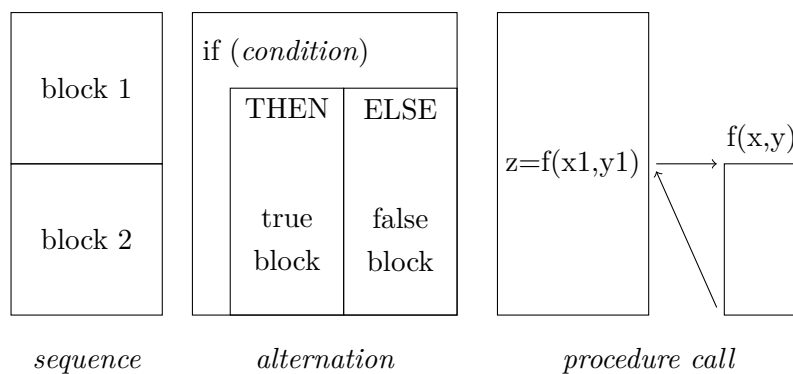 block 1
block 2
sequence
if (condition)
THEN
ELSE
true
block
false
block
alternation
z=f(x1,y1)
f(x,y)
procedure call